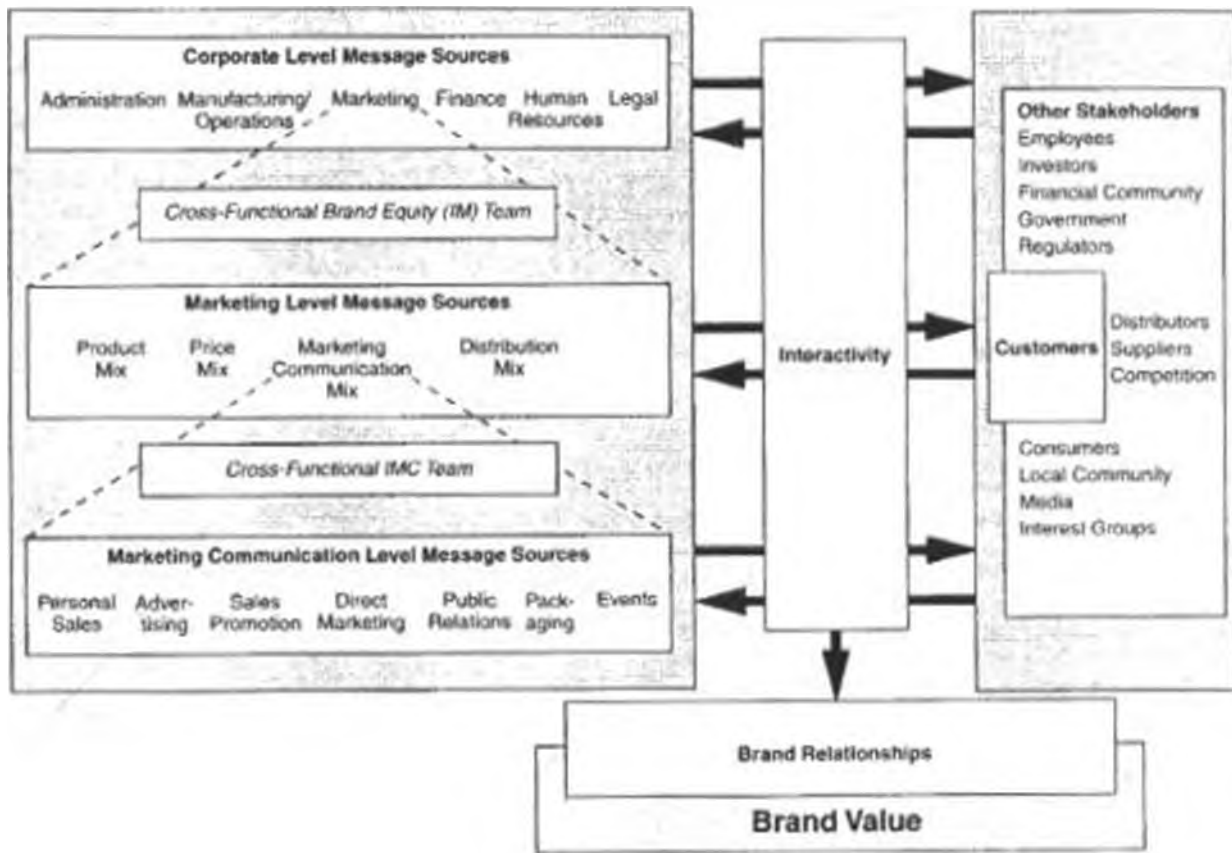 Corporate Level Message Sources
Administration Manufacturing/ Marketing Finance Human Legal
Operations Resources
Cross-Functional Brand Equity (IM) Team
Marketing Level Message Sources
Product Price Marketing Distribution
Mix Mix Communication Mix
Mix
Cross-Functional IMC Team
Marketing Communication Level Message Sources
Personal Adver- Sales Direct Public Pack- Events
Sales tising Promotion Marketing Relations aging
Interactivity
Other Stakeholders
Employees
Investors
Financial Community
Government
Regulators
Customers
Distributors
Suppliers
Competition
Consumers
Local Community
Media
Interest Groups
Brand Relationships
Brand Value